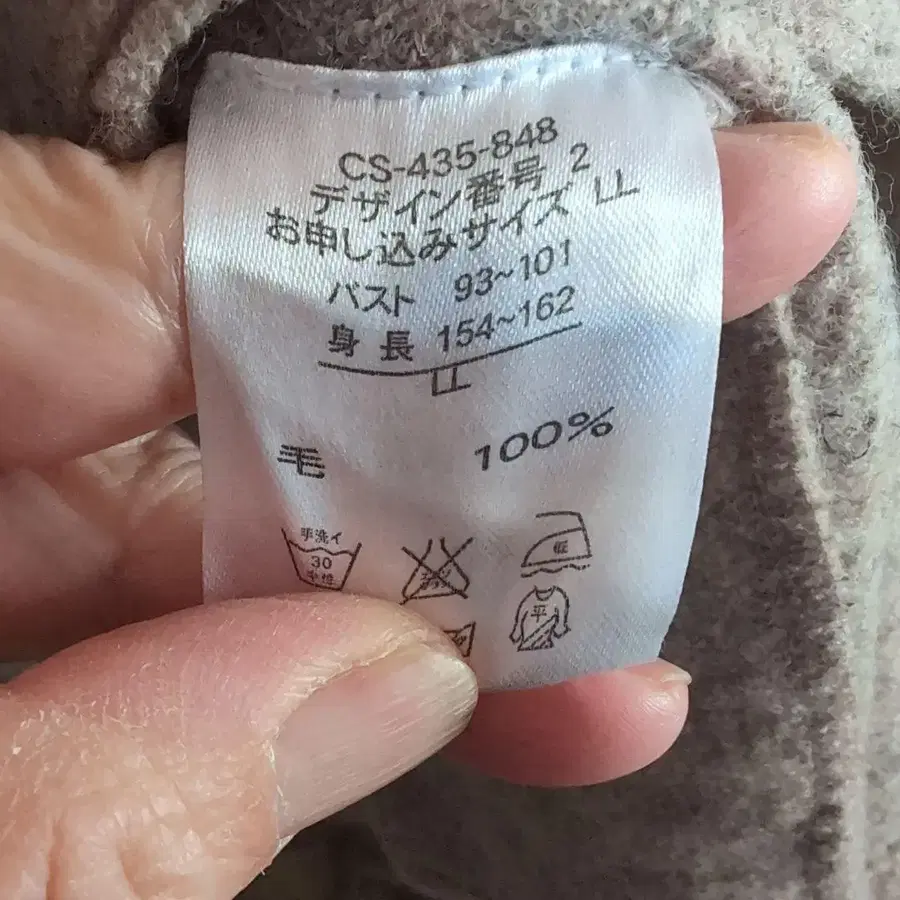 CS-435-848
デザイン番号 2
お申し込みサイズ LL
バスト 93~101
身長 154~162
LL
毛 100%
手洗イ
30
中性
平